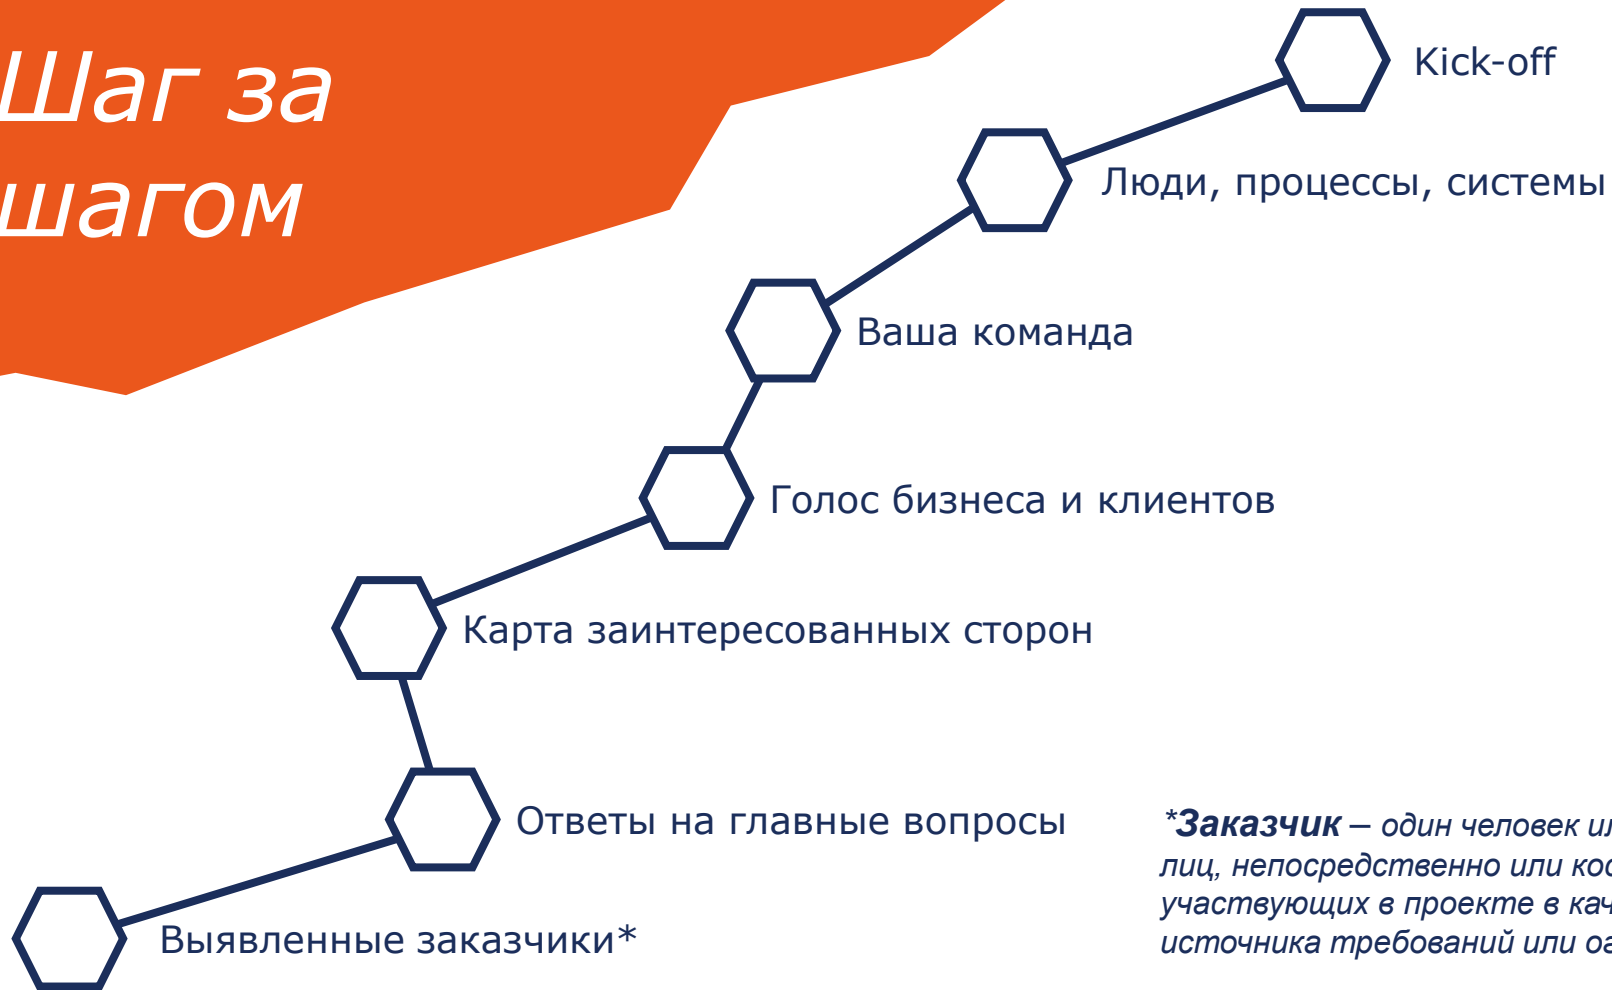 Шаг за
шагом
Kick-off
Люди, процессы, системы
Ваша команда
Голос бизнеса и клиентов
Карта заинтересованных сторон
Ответы на главные вопросы
Выявленные заказчики*
*Заказчик – один человек
лиц, непосредственно или
участвующих в проекте в
источника требований или